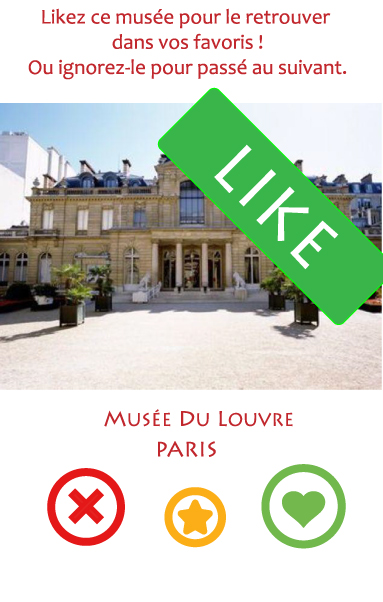 Likez ce musée pour le retrouver
dans vos favoris !
Ou ignorez-le pour passé au suivant.
LIKE
Musée Du Louvre
PARIS